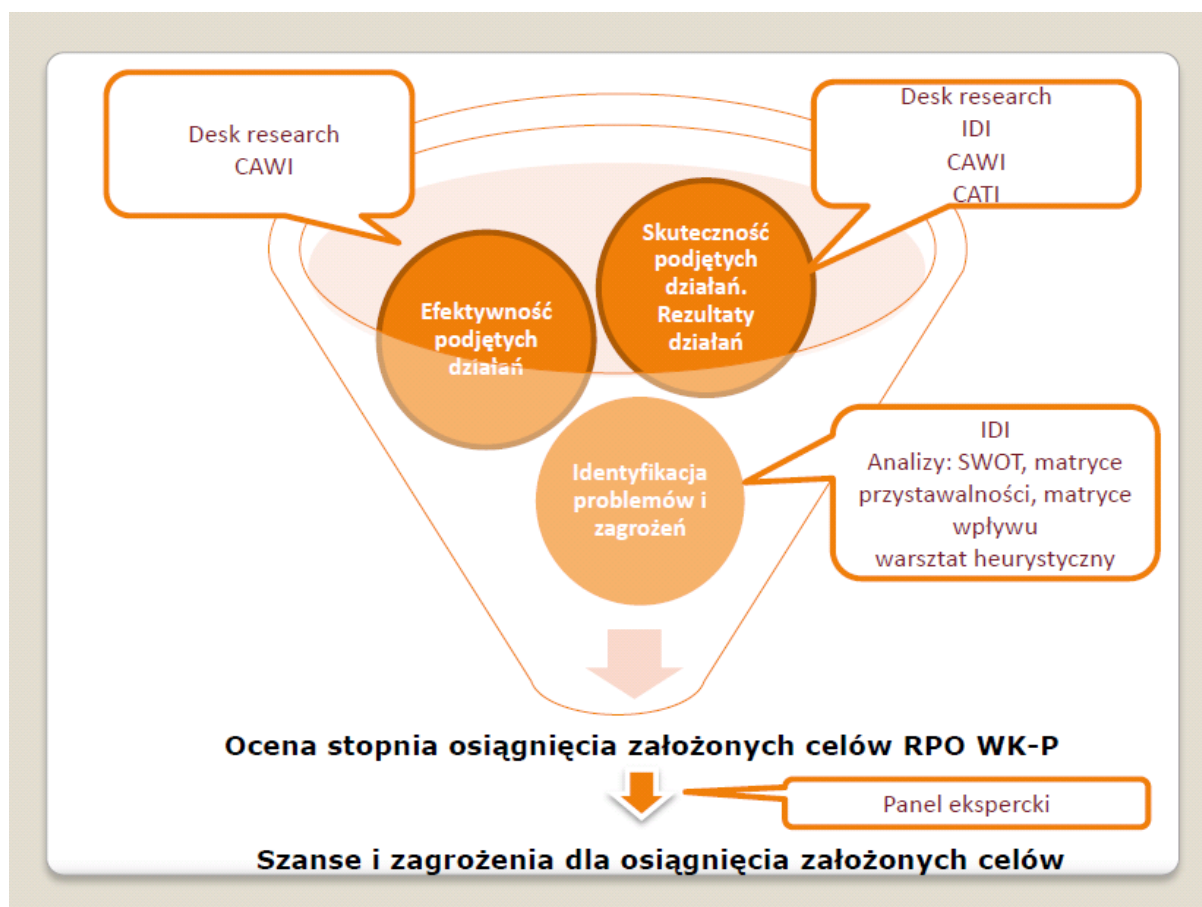 Desk research
CAWI
Desk research
IDI
CAWI
CATI
Skuteczność
podjętych
działań.
Rezultaty
działań
Efektywność
podjętych
działań
IDI
Analizy: SWOT, matryce
przystawalności, matryce
wpływu
warsztat heurystyczny
Identyfikacja
problemów i
zagrożeń
Ocena stopnia osiągnięcia założonych celów RPO WK-P
Panel ekspercki
Szanse i zagrożenia dla osiągnięcia założonych celów